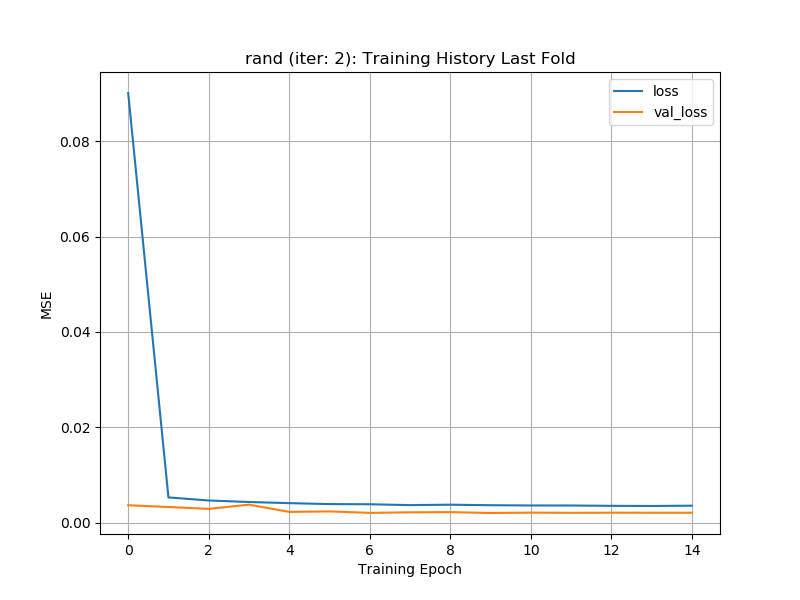 rand (iter: 2): Training History Last Fold
loss
val_loss
MSE
0.08
0.06
0.04
0.02
0.00
0 2 4 6 8 10 12 14
Training Epoch